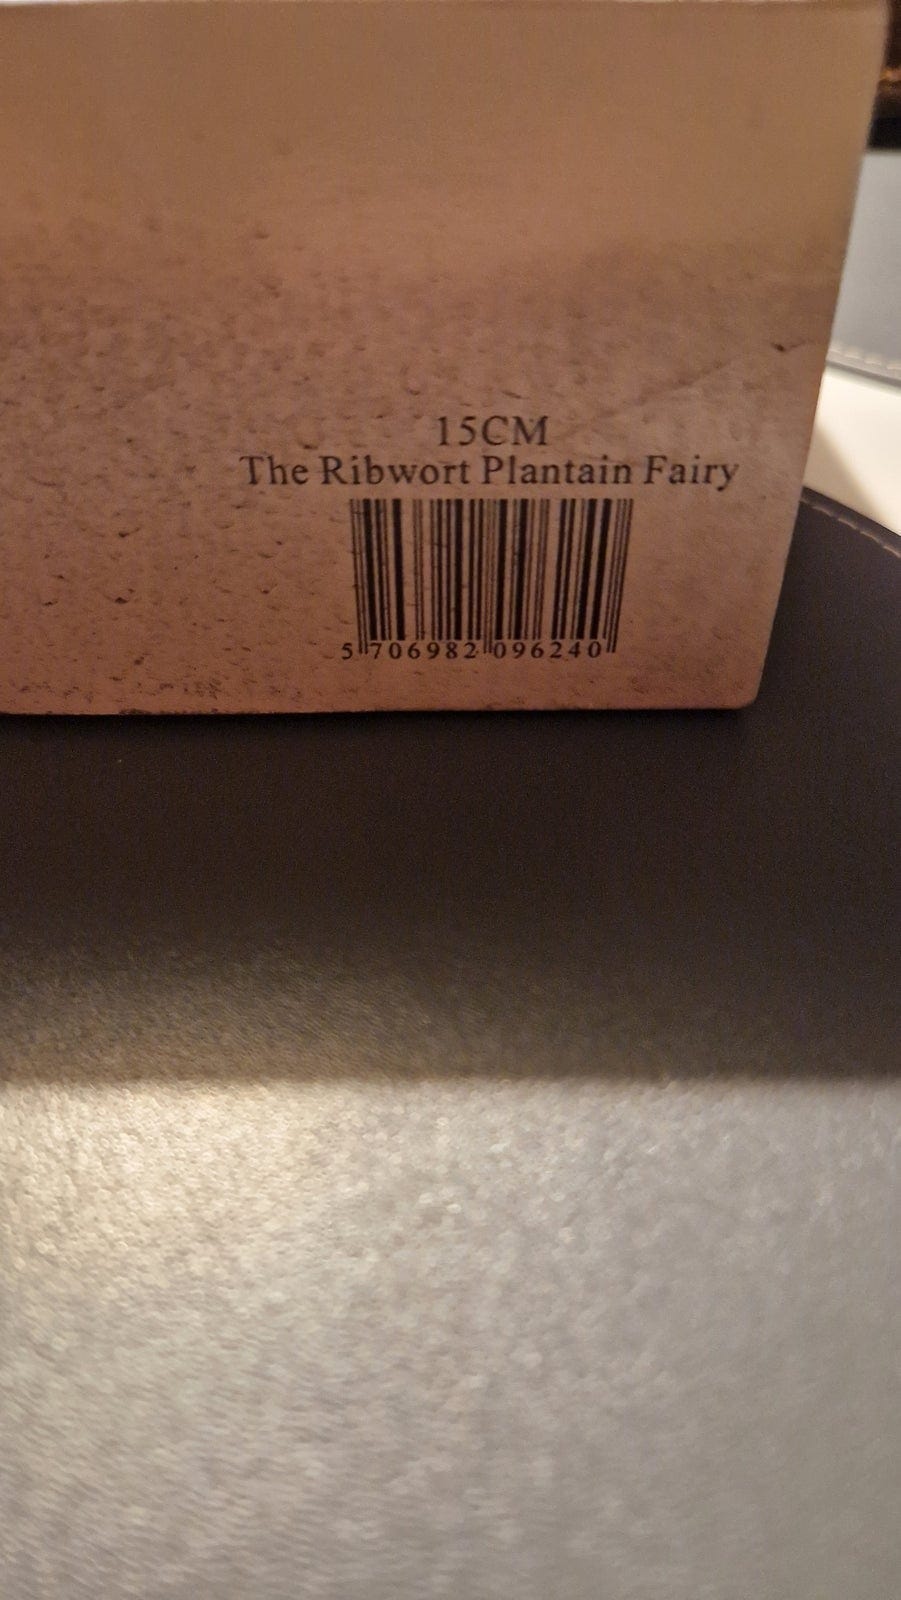 15CM
The Ribwort Plantain Fairy
5 706982 096240